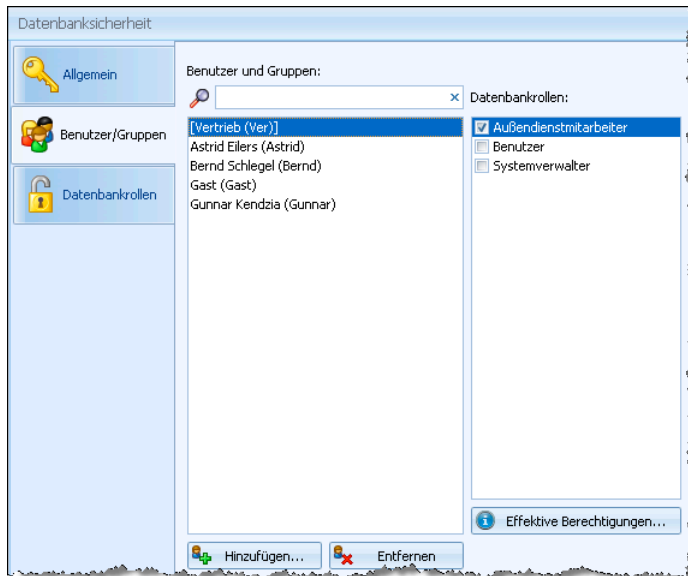 Datenbanksicherheit
Allgemein
Benutzer/Gruppen
Datenbankrollen
Benutzer und Gruppen:
[Vertrieb (Ver)]
Astrid Eilers (Astrid)
Bernd Schlegel (Bernd)
Gast (Gast)
Gunnar Kendzia (Gunnar)
Hinzufügen...
Entfernen
Datenbankrollen:
Außendienstmitarbeiter
Benutzer
Systemverwalter
Effektive Berechtigungen...